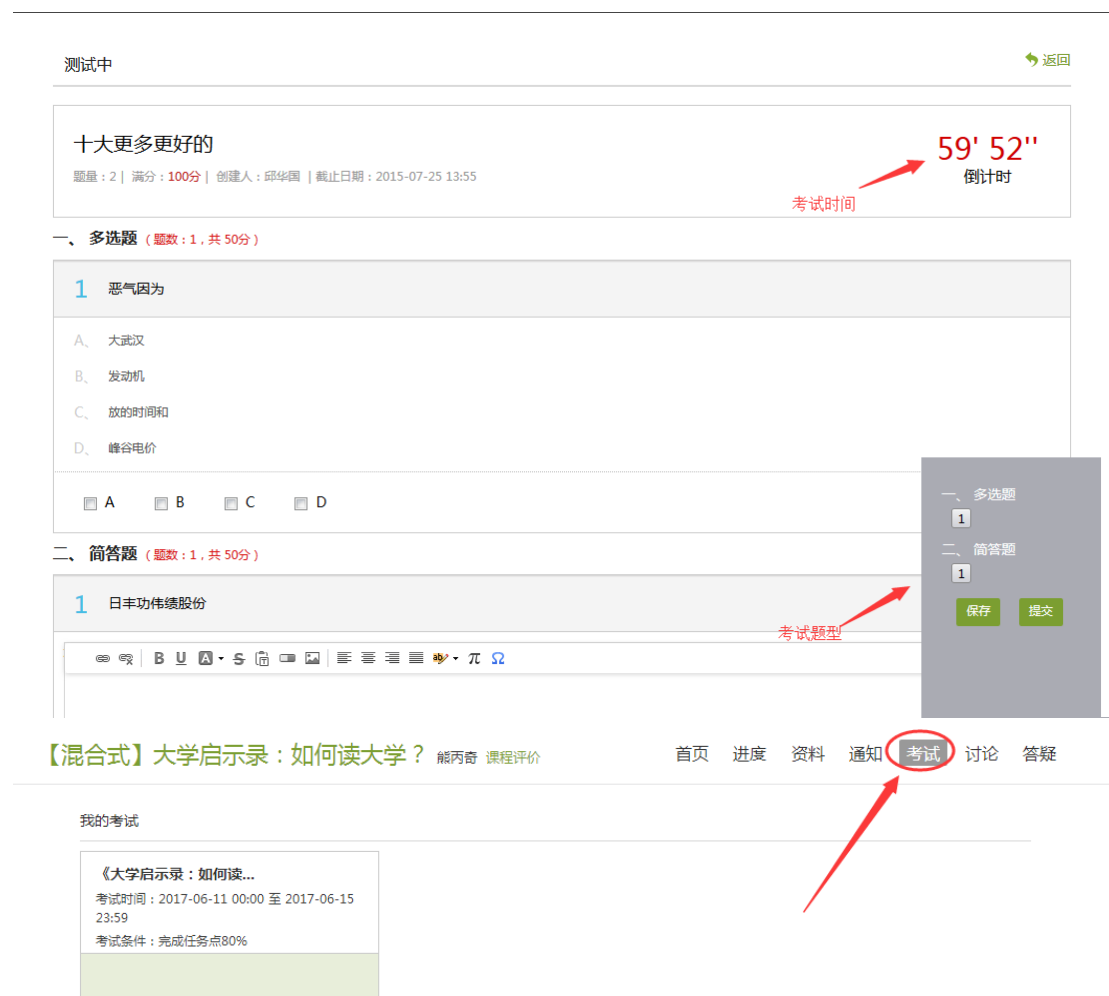 测试中
返回
十大更多更好的
59' 52''
题量：2 | 满分：100分 | 创建人：邱华国 | 截止日期：2015-07-25 13:55
倒计时
考试时间
一、 多选题 （题数：1，共 50分）
1 恶气因为
A、 大武汉
B、 发动机
C、 放的时间和
D、 峰谷电价
A B C D
一、 多选题
1
二、 简答题
1
保存 提交
二、 简答题 （题数：1，共 50分）
1 日丰功伟绩股份
考试题型
B U A S ab π Ω
【混合式】大学启示录：如何读大学？ 熊丙奇 课程评价
首页 进度 资料 通知 考试 讨论 答疑
我的考试
《大学启示录：如何读...
考试时间：2017-06-11 00:00 至 2017-06-15
23:59
考试条件：完成任务点80%